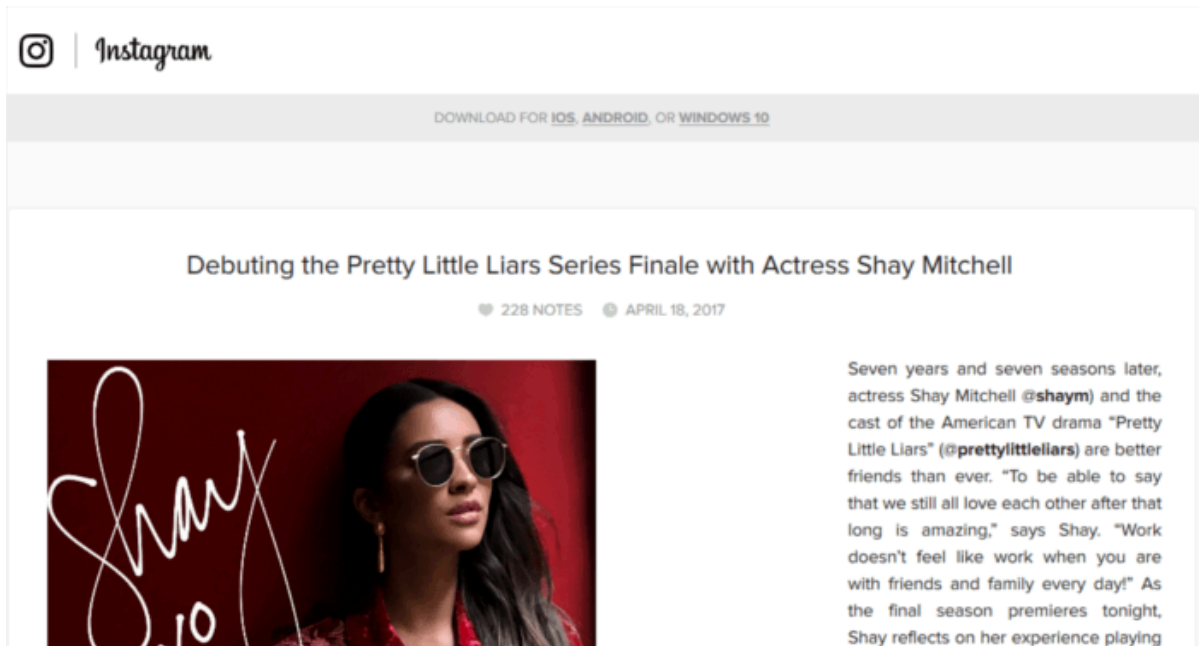 Instagram
DOWNLOAD FOR IOS, ANDROID, OR WINDOWS 10
Debuting the Pretty Little Liars Series Finale with Actress Shay Mitchell
228 NOTES APRIL 18, 2017
Shay
xo
Seven years and seven seasons later,
actress Shay Mitchell @shaym) and the
cast of the American TV drama “Pretty
Little Liars” (@prettylittleliars) are better
friends than ever. “To be able to say
that we still all love each other after that
long is amazing,” says Shay. “Work
doesn’t feel like work when you are
with friends and family every day!” As
the final season premieres tonight,
Shay reflects on her experience playing